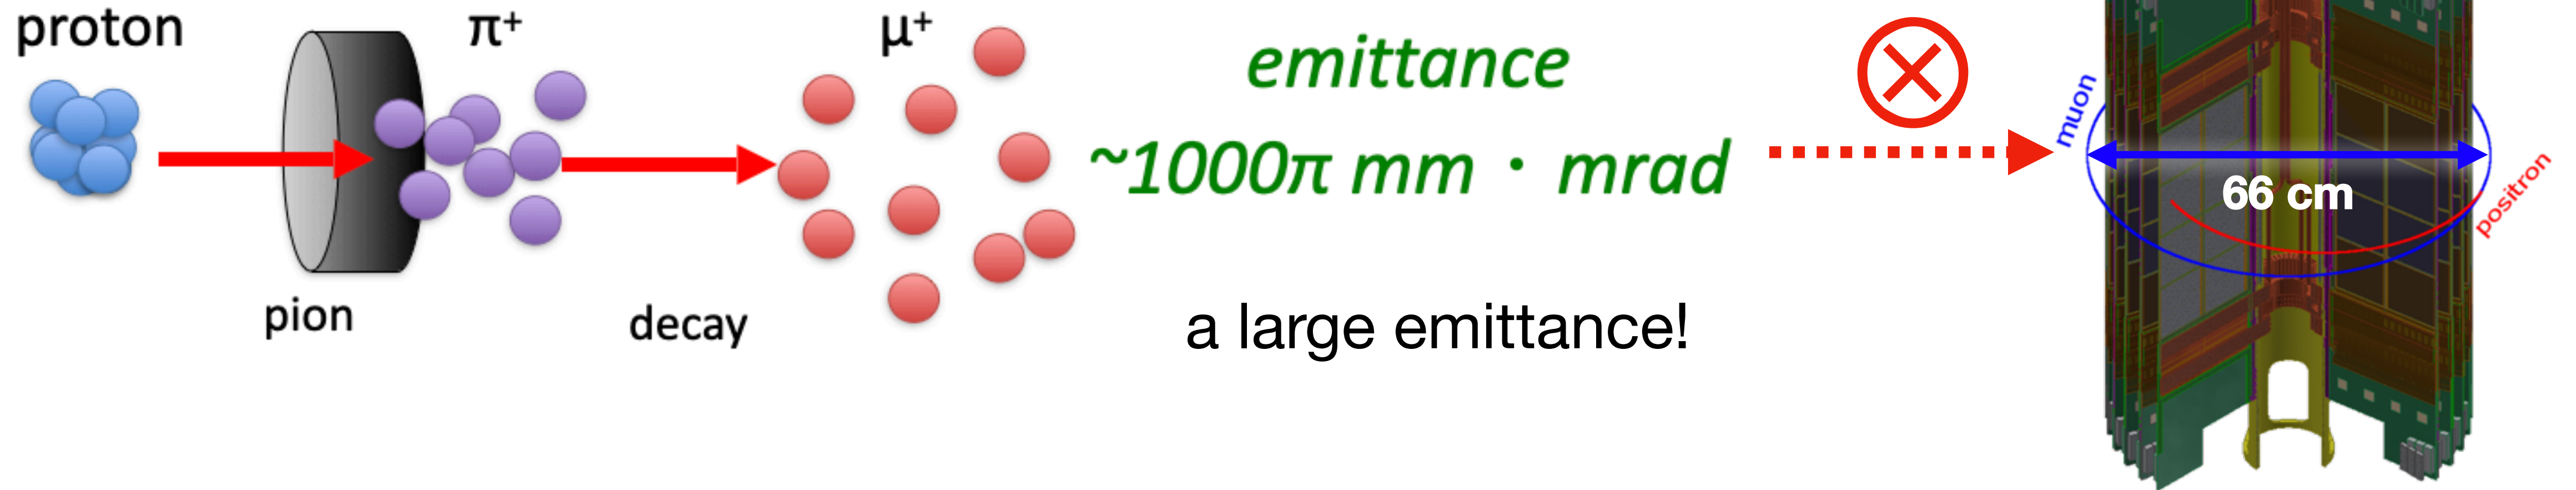 proton
π⁺
μ⁺
pion
decay
emittance
~1000π mm・mrad
a large emittance!
muon
66 cm
positron